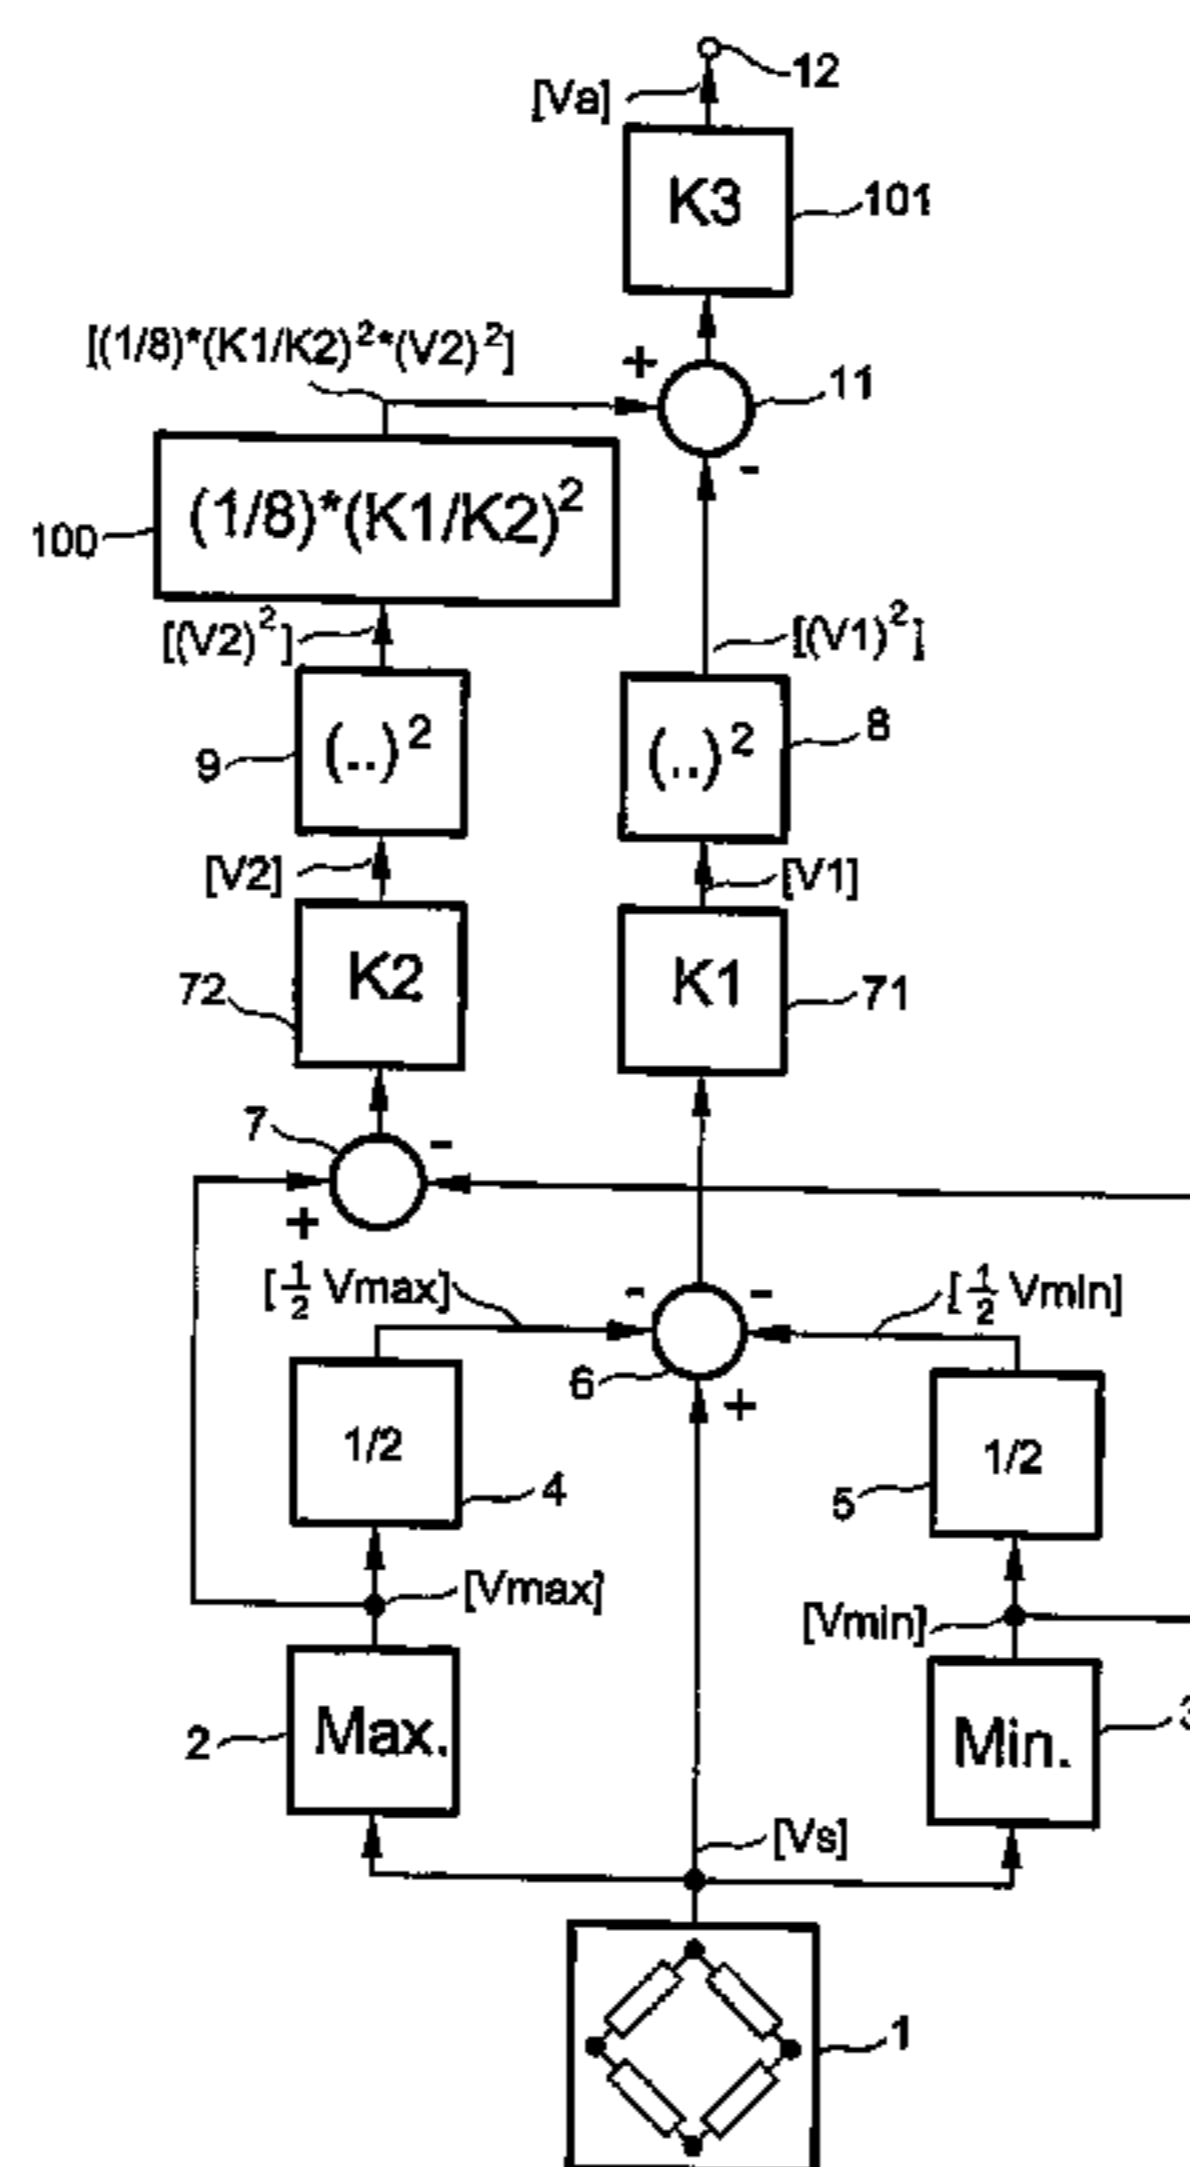 12
[Va]
K3
101
[(1/8)*(K1/K2)²*(V2)²]
+
11
-
(1/8)*(K1/K2)²
100
[(V2)²]
[(V1)²]
(..)²
9
(..)²
8
[V2]
[V1]
K2
72
K1
71
7
-
+
[½ Vmax]
-
-
[½ Vmin]
6
+
1/2
4
1/2
5
[Vmax]
[Vmin]
Max.
2
Min.
3
[Vs]
1